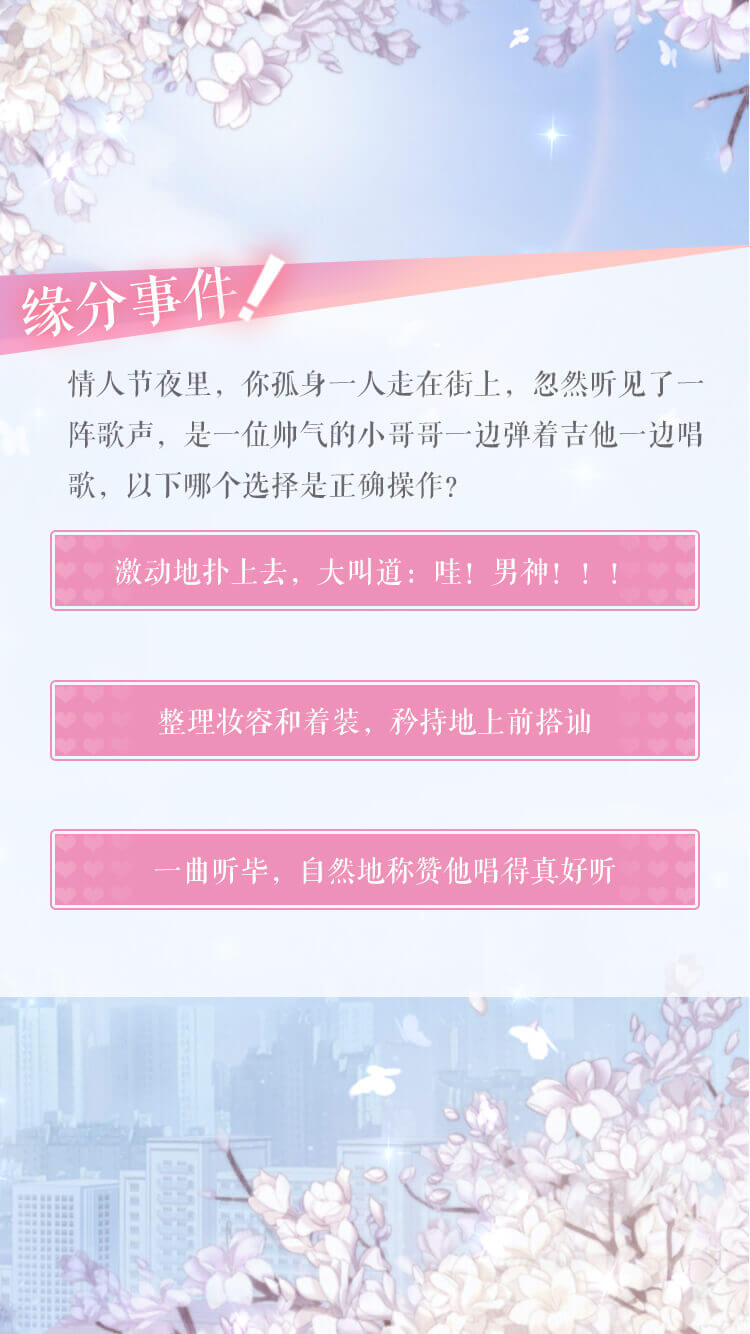 缘分事件!
情人节夜里，你孤身一人走在街上，忽然听见了一
阵歌声，是一位帅气的小哥哥一边弹着吉他一边唱
歌，以下哪个选择是正确操作？
激动地扑上去，大叫道：哇！男神！！！
整理妆容和着装，矜持地上前搭讪
一曲听毕，自然地称赞他唱得真好听